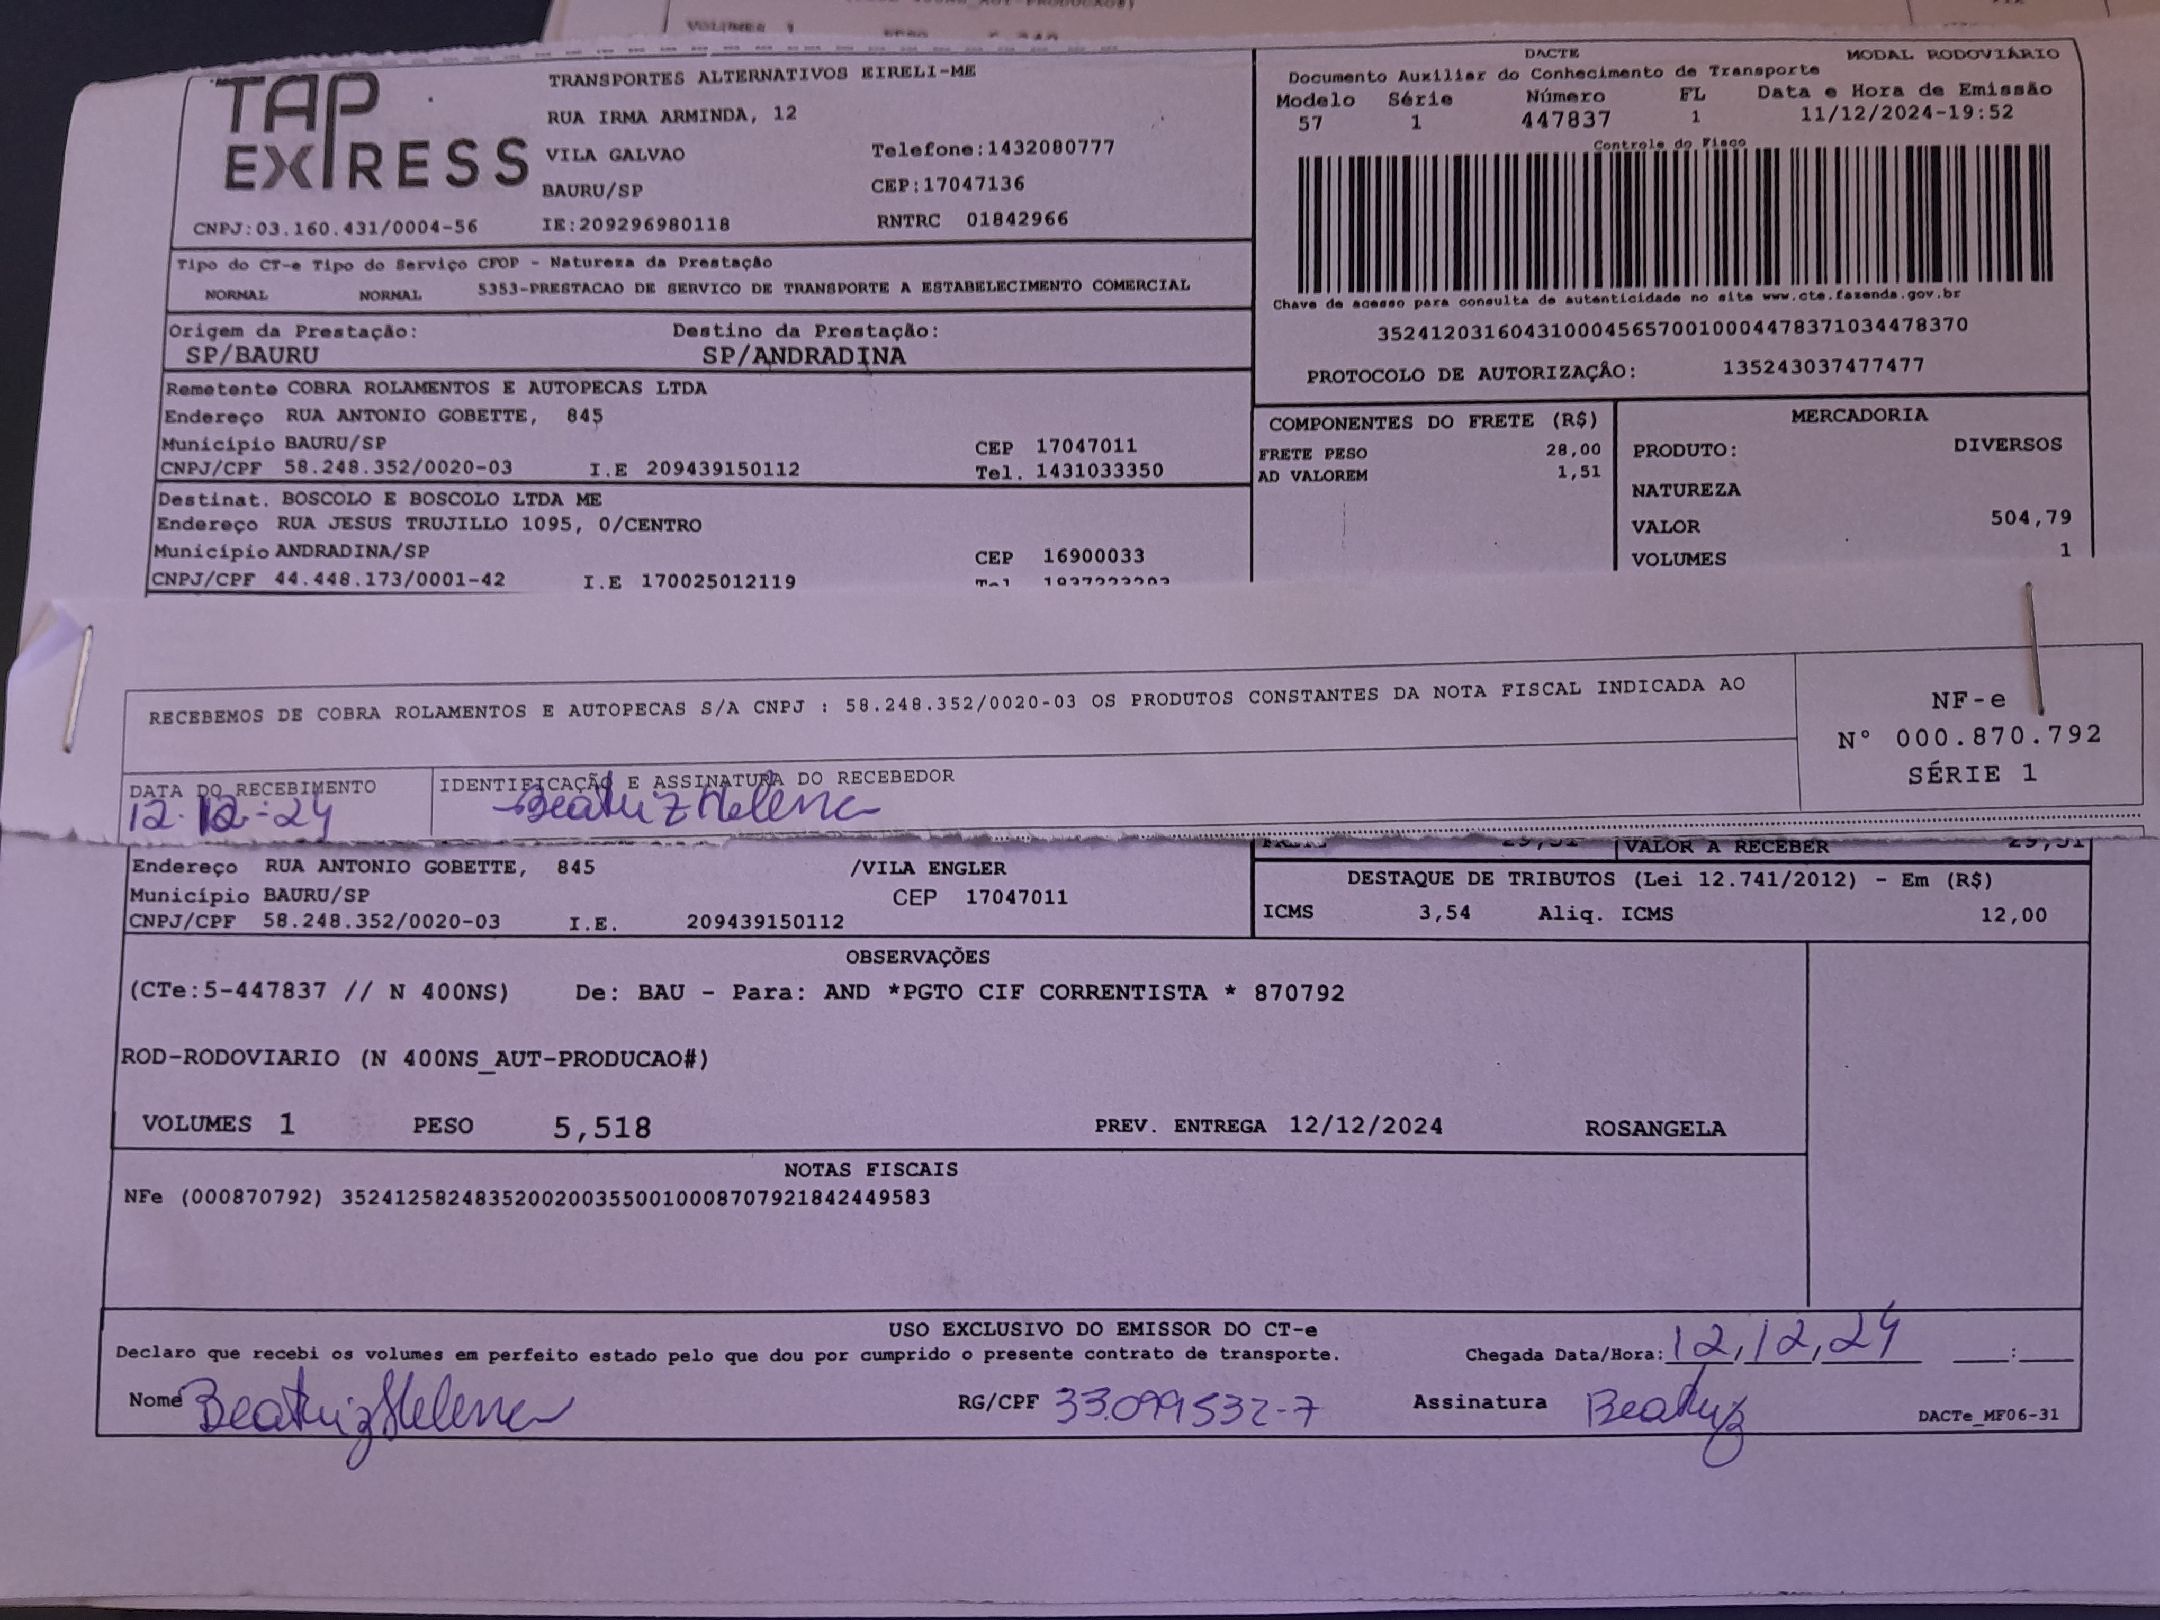 VOLUMES 1
TAP EXPRESS
TRANSPORTES ALTERNATIVOS EIRELI-ME
RUA IRMA ARMINDA, 12
VILA GALVAO Telefone:1432080777
BAURU/SP CEP:17047136
CNPJ:03.160.431/0004-56 IE:209296980118 RNTRC 01842966
DACTE MODAL RODOVIÁRIO
Documento Auxiliar do Conhecimento de Transporte
Modelo Série Número FL Data e Hora de Emissão
57 1 447837 1 11/12/2024-19:52
Controle do Fisco
Chave de acesso para consulta de autenticidade no site www.cte.fazenda.gov.br
35241203160431000456570010004478371034478370
PROTOCOLO DE AUTORIZAÇÂO: 135243037477477
Tipo do CT-e Tipo do Serviço CFOP - Natureza da Prestação
NORMAL NORMAL 5353-PRESTACAO DE SERVICO DE TRANSPORTE A ESTABELECIMENTO COMERCIAL
Origem da Prestação: Destino da Prestação:
SP/BAURU SP/ANDRADINA
Remetente COBRA ROLAMENTOS E AUTOPECAS LTDA
Endereço RUA ANTONIO GOBETTE, 845
Município BAURU/SP CEP 17047011
CNPJ/CPF 58.248.352/0020-03 I.E 209439150112 Tel. 1431033350
Destinat. BOSCOLO E BOSCOLO LTDA ME
Endereço RUA JESUS TRUJILLO 1095, 0/CENTRO
Município ANDRADINA/SP CEP 16900033
CNPJ/CPF 44.448.173/0001-42 I.E 170025012119
COMPONENTES DO FRETE (R$)
FRETE PESO 28,00
AD VALOREM 1,51
MERCADORIA
PRODUTO: DIVERSOS
NATUREZA
VALOR 504,79
VOLUMES 1
RECEBEMOS DE COBRA ROLAMENTOS E AUTOPECAS S/A CNPJ : 58.248.352/0020-03 OS PRODUTOS CONSTANTES DA NOTA FISCAL INDICADA AO
NF-e
N° 000.870.792
SÉRIE 1
DATA DO RECEBIMENTO IDENTIFICAÇÃO E ASSINATURA DO RECEBEDOR
12.12.24 Beatriz Helena
29,51 VALOR A RECEBER 29,51
Endereço RUA ANTONIO GOBETTE, 845 /VILA ENGLER
Município BAURU/SP CEP 17047011
CNPJ/CPF 58.248.352/0020-03 I.E. 209439150112
DESTAQUE DE TRIBUTOS (Lei 12.741/2012) - Em (R$)
ICMS 3,54 Aliq. ICMS 12,00
OBSERVAÇÕES
(CTe:5-447837 // N 400NS) De: BAU - Para: AND *PGTO CIF CORRENTISTA * 870792
ROD-RODOVIARIO (N 400NS_AUT-PRODUCAO#)
VOLUMES 1 PESO 5,518 PREV. ENTREGA 12/12/2024 ROSANGELA
NOTAS FISCAIS
NFe (000870792) 35241258248352002003550010008707921842449583
USO EXCLUSIVO DO EMISSOR DO CT-e
Declaro que recebi os volumes em perfeito estado pelo que dou por cumprido o presente contrato de transporte. Chegada Data/Hora: 12,12,24 :
Nome Beatriz Helena RG/CPF 33.099532-7 Assinatura Beatriz DACTe_MF06-31